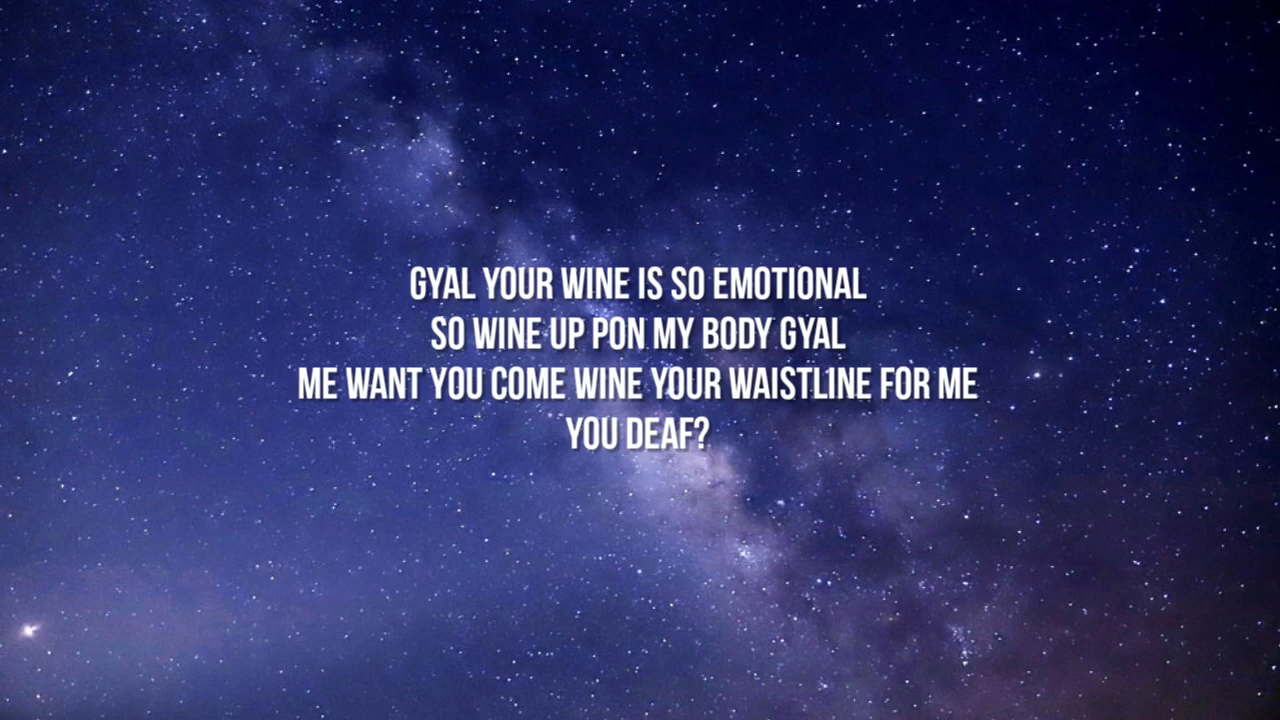 GYAL YOUR WINE IS SO EMOTIONAL
SO WINE UP PON MY BODY GYAL
ME WANT YOU COME WINE YOUR WAISTLINE FOR ME
YOU DEAF?